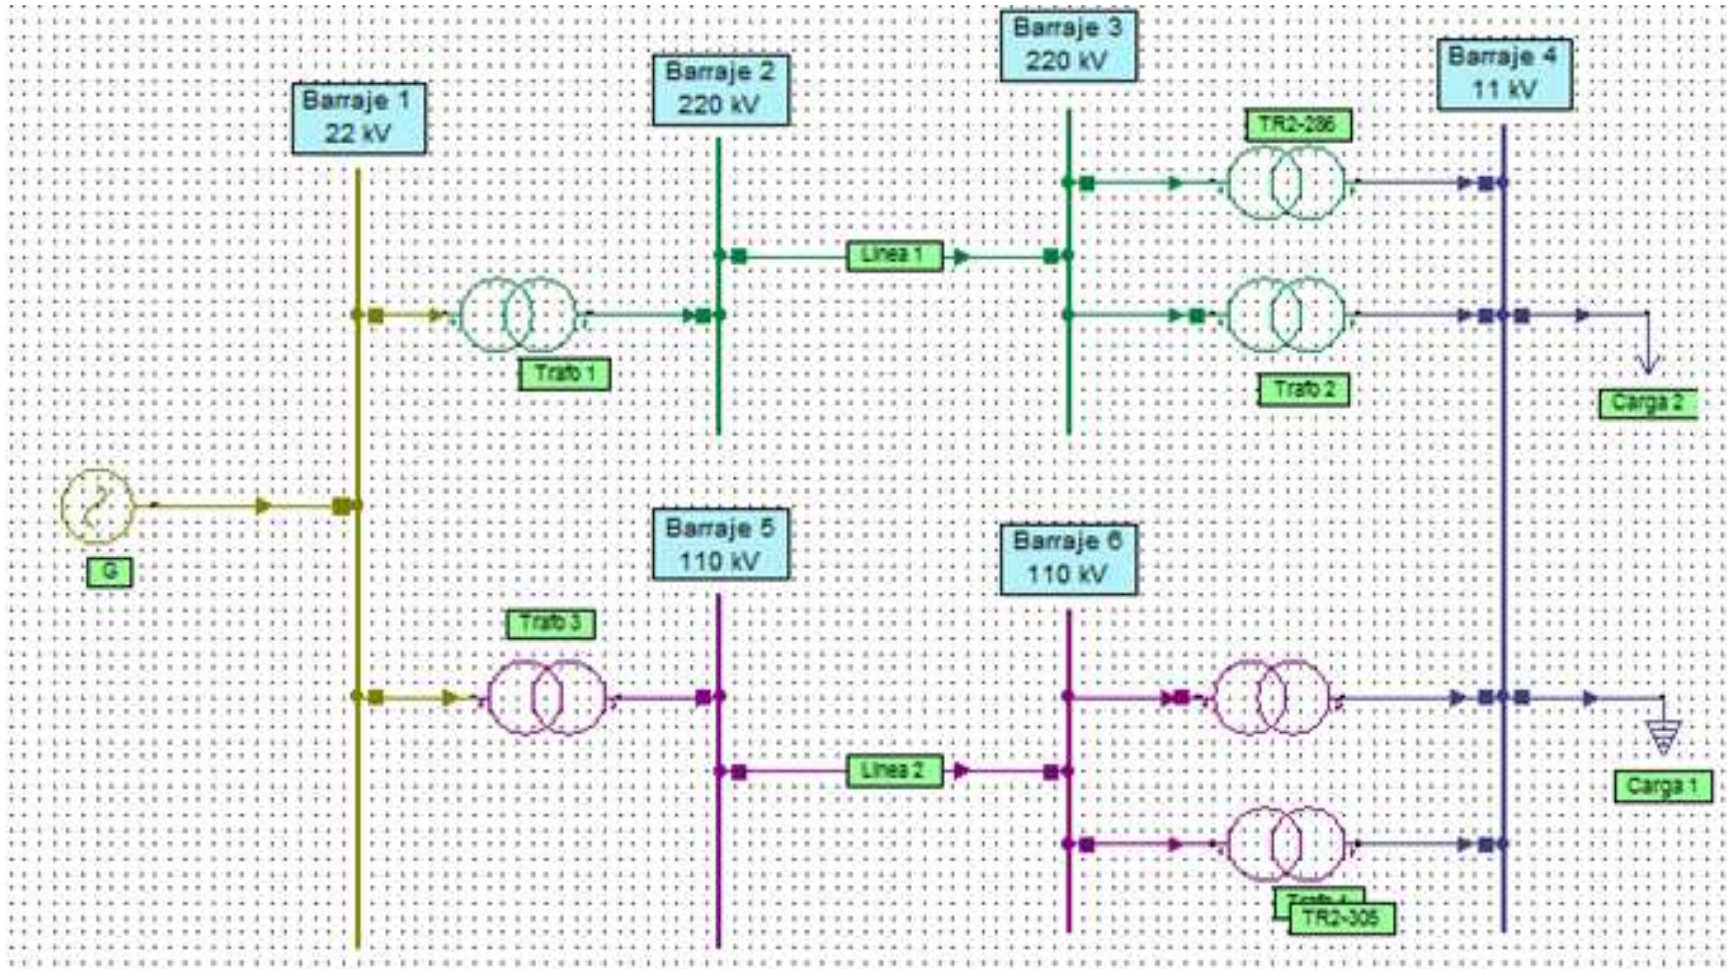 Barraje 1
22 kV
Barraje 2
220 kV
Barraje 3
220 kV
Barraje 4
11 kV
TR2-286
Linea 1
Trafo 1
Trafo 2
Carga 2
G
Barraje 5
110 kV
Barraje 6
110 kV
Trafo 3
Linea 2
Carga 1
TR2-305